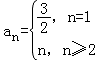 aₙ={3/2, n=1
n, n≥2